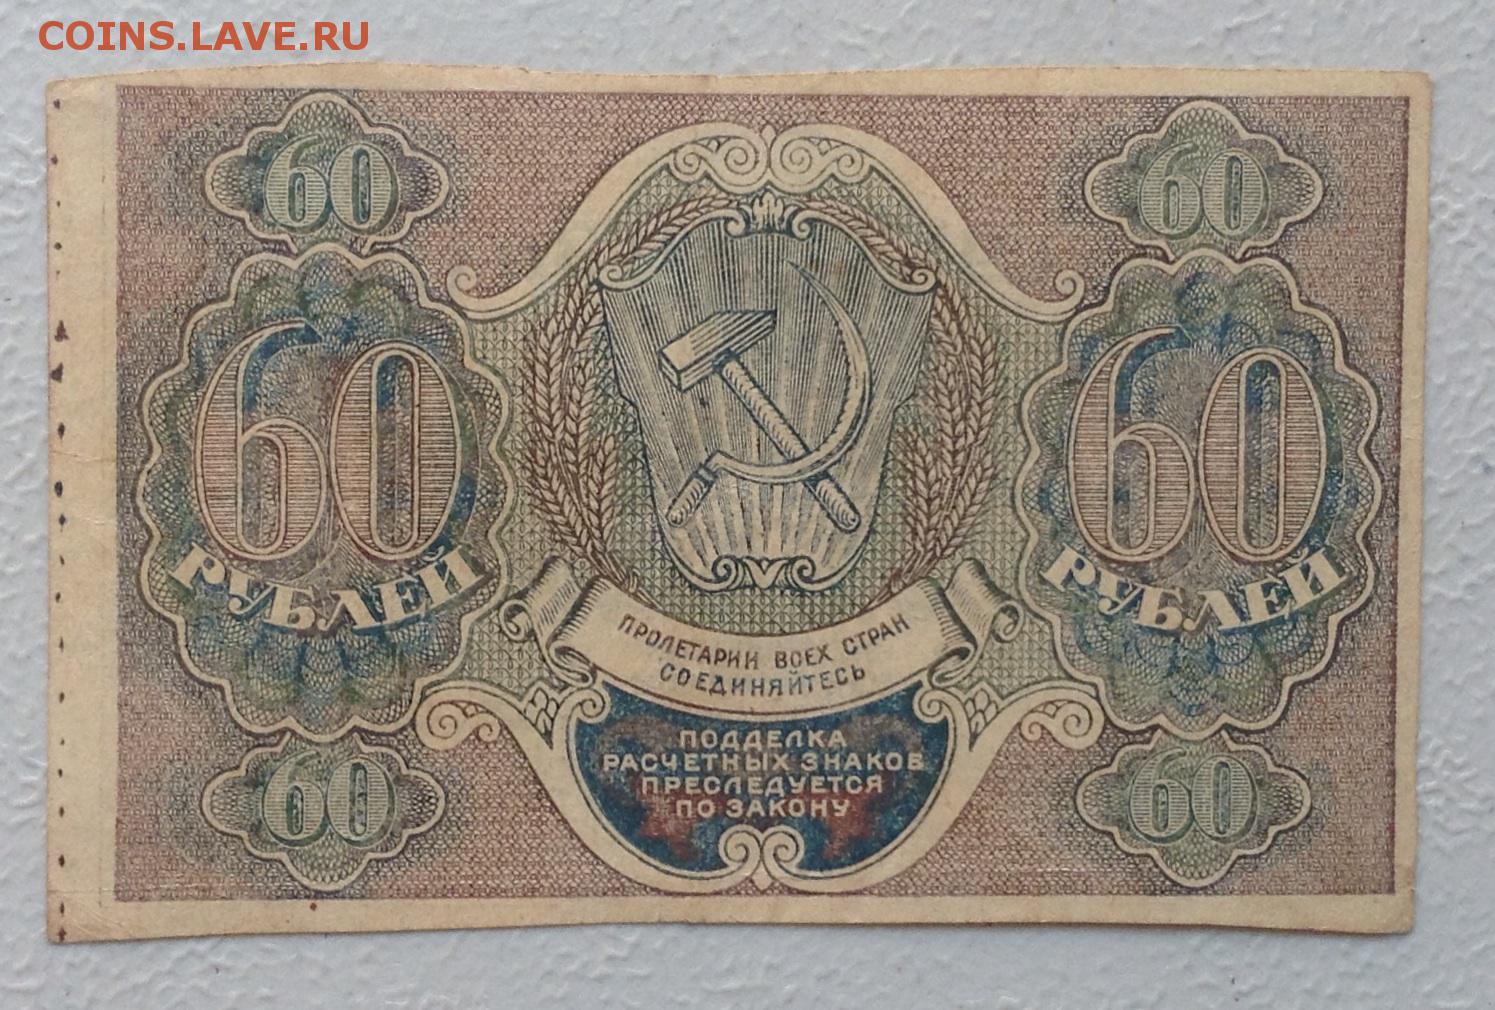 COINS.LAVE.RU
60
60
60
РУБЛЕЙ
60
РУБЛЕЙ
ПРОЛЕТАРИИ ВСЕХ СТРАН
СОЕДИНЯЙТЕСЬ
ПОДДЕЛКА
РАСЧЕТНЫХ ЗНАКОВ
ПРЕСЛЕДУЕТСЯ
ПО ЗАКОНУ
60
60